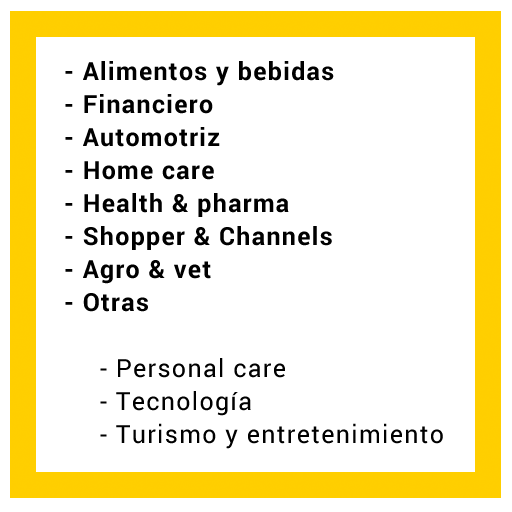 - Alimentos y bebidas
- Financiero
- Automotriz
- Home care
- Health & pharma
- Shopper & Channels
- Agro & vet
- Otras
- Personal care
- Tecnología
- Turismo y entretenimiento